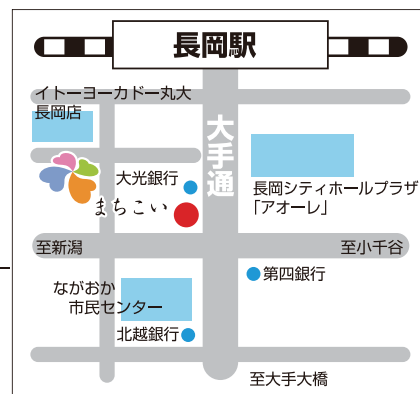 長岡駅
イトーヨーカドー丸大
長岡店
大手通
大光銀行
まちこい
長岡シティホールプラザ
「アオーレ」
至新潟
至小千谷
第四銀行
ながおか
市民センター
北越銀行
至大手大橋